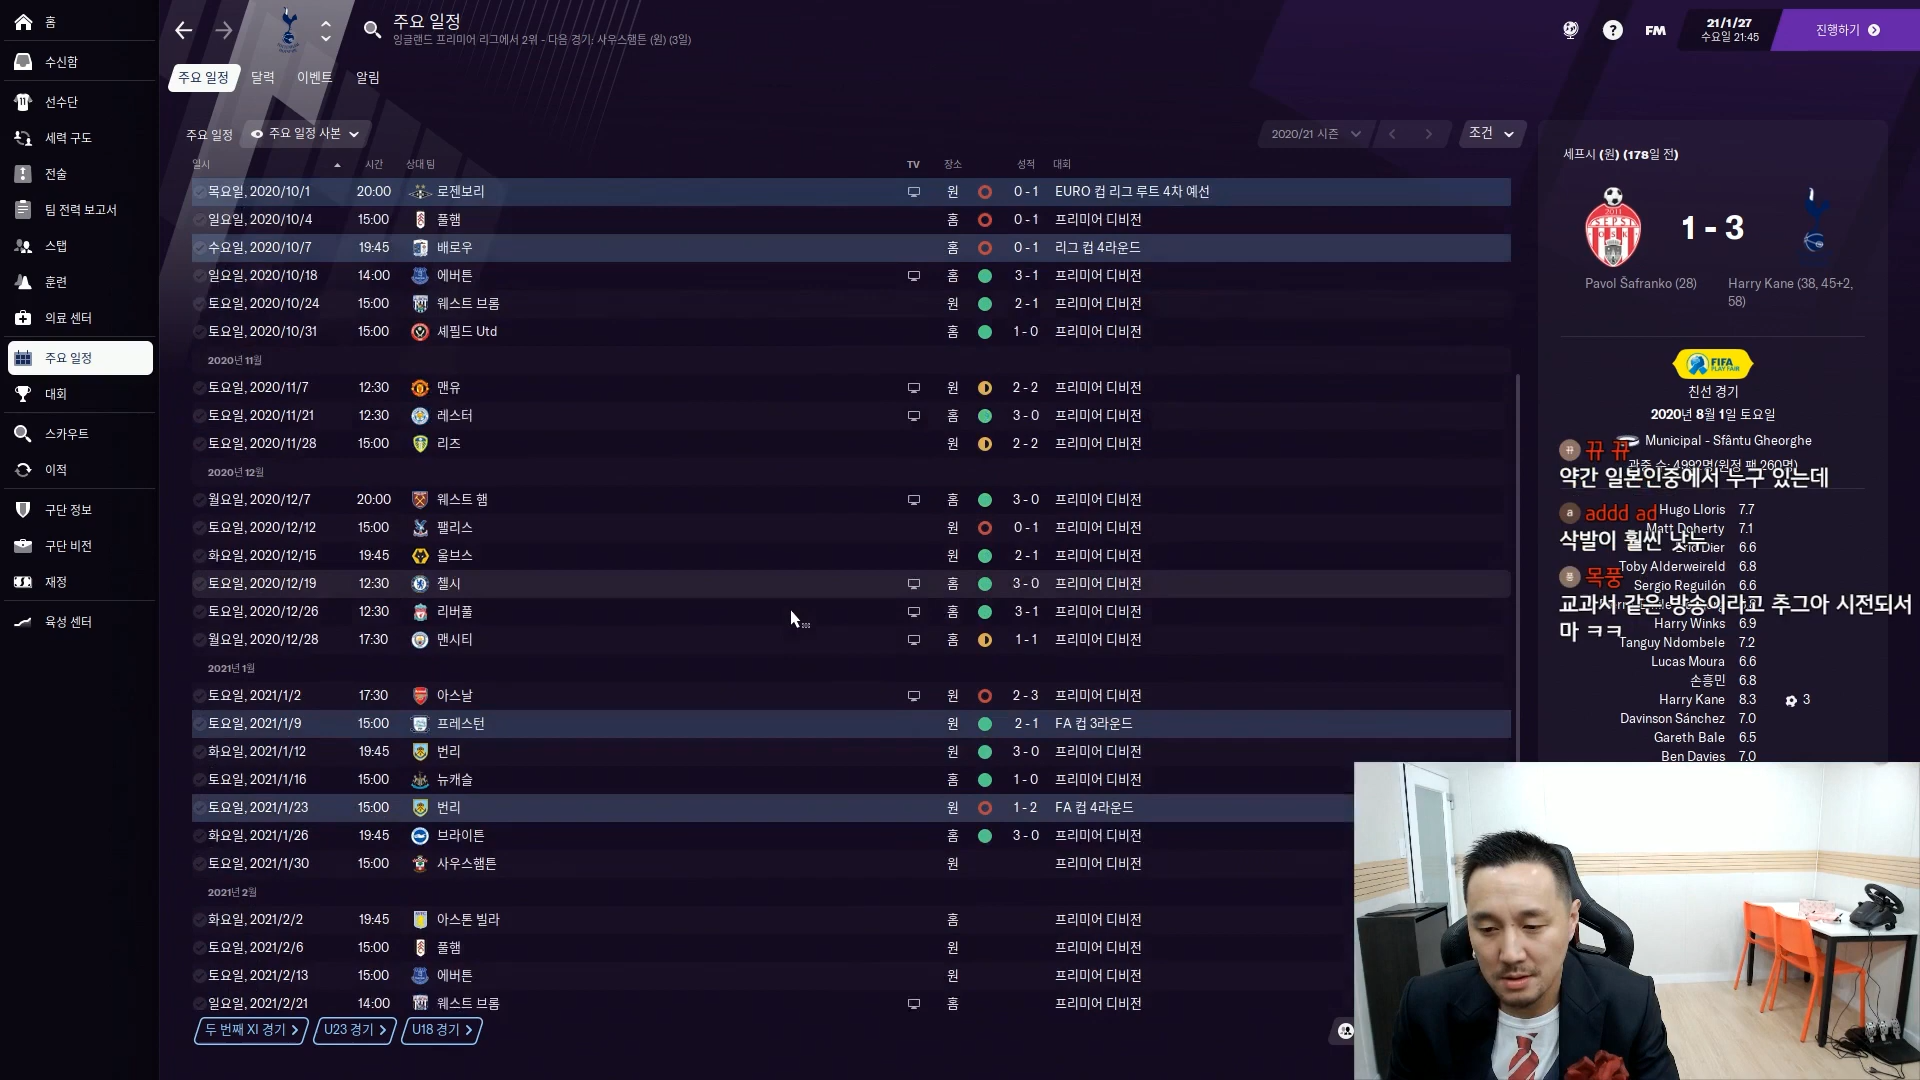 홈
수신함
선수단
세력 구도
전술
팀 전력 보고서
스탭
훈련
의료 센터
주요 일정
대회
스카우트
이적
구단 정보
구단 비전
재정
육성 센터
주요 일정
잉글랜드 프리미어 리그에서 2위 - 다음 경기: 사우스햄튼 (원) (3일)
FM
21/1/27
수요일 21:45
진행하기
주요 일정 달력 이벤트 알림
주요 일정 주요 일정 사본 2020/21 시즌 조건
일시 시간 상대 팀 TV 장소 성적 대회
목요일, 2020/10/1 20:00 로젠보리 원 0 - 1 EURO 컵 리그 루트 4차 예선
일요일, 2020/10/4 15:00 풀햄 홈 0 - 1 프리미어 디비전
수요일, 2020/10/7 19:45 배로우 홈 0 - 1 리그 컵 4라운드
일요일, 2020/10/18 14:00 에버튼 홈 3 - 1 프리미어 디비전
토요일, 2020/10/24 15:00 웨스트 브롬 원 2 - 1 프리미어 디비전
토요일, 2020/10/31 15:00 셰필드 Utd 홈 1 - 0 프리미어 디비전
2020년 11월
토요일, 2020/11/7 12:30 맨유 원 2 - 2 프리미어 디비전
토요일, 2020/11/21 12:30 레스터 홈 3 - 0 프리미어 디비전
토요일, 2020/11/28 15:00 리즈 원 2 - 2 프리미어 디비전
2020년 12월
월요일, 2020/12/7 20:00 웨스트 햄 홈 3 - 0 프리미어 디비전
토요일, 2020/12/12 15:00 팰리스 원 0 - 1 프리미어 디비전
화요일, 2020/12/15 19:45 울브스 원 2 - 1 프리미어 디비전
토요일, 2020/12/19 12:30 첼시 홈 3 - 0 프리미어 디비전
토요일, 2020/12/26 12:30 리버풀 홈 3 - 1 프리미어 디비전
월요일, 2020/12/28 17:30 맨시티 홈 1 - 1 프리미어 디비전
2021년 1월
토요일, 2021/1/2 17:30 아스날 원 2 - 3 프리미어 디비전
토요일, 2021/1/9 15:00 프레스턴 원 2 - 1 FA 컵 3라운드
화요일, 2021/1/12 19:45 번리 원 3 - 0 프리미어 디비전
토요일, 2021/1/16 15:00 뉴캐슬 홈 1 - 0 프리미어 디비전
토요일, 2021/1/23 15:00 번리 원 1 - 2 FA 컵 4라운드
화요일, 2021/1/26 19:45 브라이튼 홈 3 - 0 프리미어 디비전
토요일, 2021/1/30 15:00 사우스햄튼 원 프리미어 디비전
2021년 2월
화요일, 2021/2/2 19:45 아스톤 빌라 홈 프리미어 디비전
토요일, 2021/2/6 15:00 풀햄 원 프리미어 디비전
토요일, 2021/2/13 15:00 에버튼 원 프리미어 디비전
일요일, 2021/2/21 14:00 웨스트 브롬 홈 프리미어 디비전
두 번째 XI 경기 U23 경기 U18 경기
세프시 (원) (178일 전)
2011
SEPSI
OSK
1 - 3
Pavol Šafranko (28)
Harry Kane (38, 45+2,
58)
FIFA
PLAY FAIR
친선 경기
2020년 8월 1일 토요일
Municipal - Sfântu Gheorghe
관중 수: 4992명(원정 팬 260명)
뀨 뀨 뀨
약간 일본인중에서 누구 있는데
Hugo Lloris 7.7
a addd ad
Matt Doherty 7.1
삭발이 훨씬 낫누
Eric Dier 6.6
Toby Alderweireld 6.8
목풍
Sergio Reguilón 6.6
교과서 같은 방송이라고 추그아 시전되서
마 ㅋㅋ
Harry Winks 6.9
Tanguy Ndombele 7.2
Lucas Moura 6.6
손흥민 6.8
Harry Kane 8.3 3
Davinson Sánchez 7.0
Gareth Bale 6.5
Ben Davies 7.0